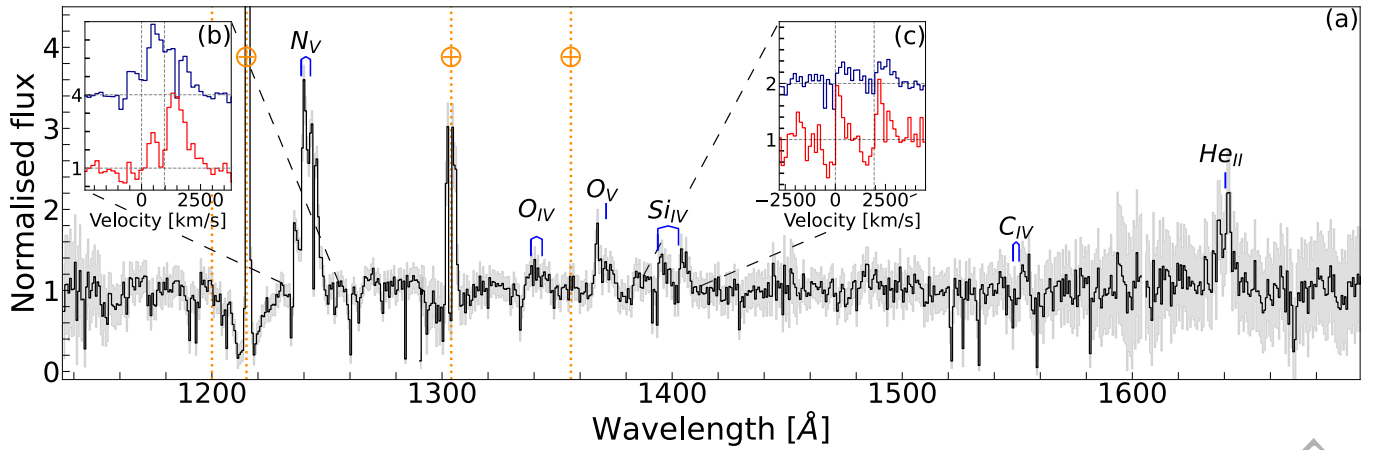 (a)
(b)
(c)
N_V
O_IV
O_V
Si_IV
C_IV
He_II
4
1
0
2500
Velocity [km/s]
2
1
−2500
0
2500
Velocity [km/s]
4
3
2
1
0
Normalised flux
1200
1300
1400
1500
1600
Wavelength [Å]